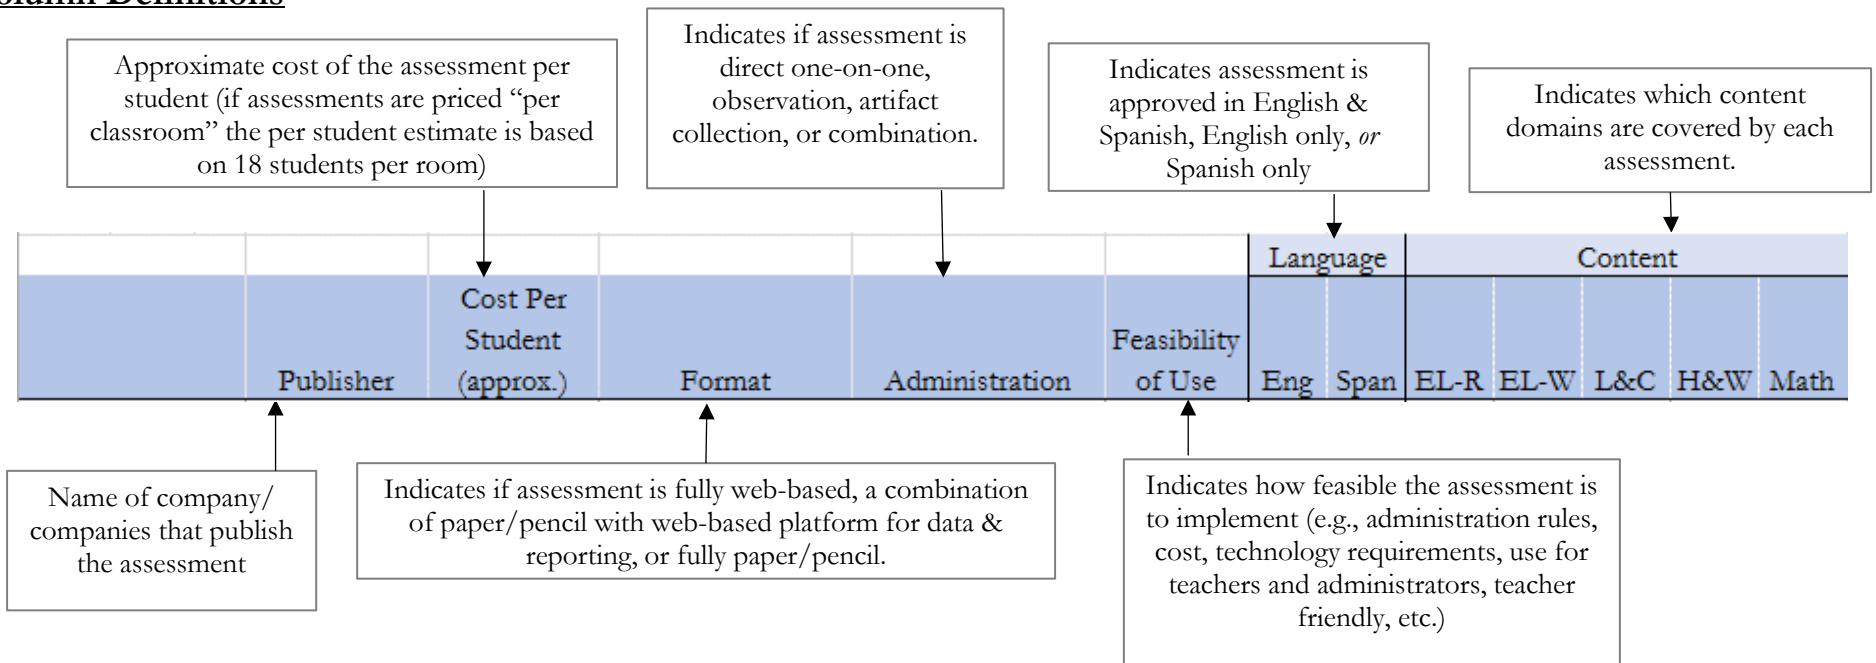 Column Definitions
Approximate cost of the assessment per
student (if assessments are priced “per
classroom” the per student estimate is based
on 18 students per room)
Indicates if assessment is
direct one-on-one,
observation, artifact
collection, or combination.
Indicates assessment is
approved in English &
Spanish, English only, or
Spanish only
Indicates which content
domains are covered by each
assessment.
Language
Content
Publisher
Cost Per
Student
(approx.)
Format
Administration
Feasibility
of Use
Eng
Span
EL-R
EL-W
L&C
H&W
Math
Name of company/
companies that publish
the assessment
Indicates if assessment is fully web-based, a combination
of paper/pencil with web-based platform for data &
reporting, or fully paper/pencil.
Indicates how feasible the assessment is
to implement (e.g., administration rules,
cost, technology requirements, use for
teachers and administrators, teacher
friendly, etc.)